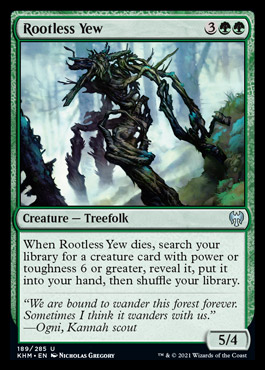 Rootless Yew 3
Creature — Treefolk
When Rootless Yew dies, search your
library for a creature card with power or
toughness 6 or greater, reveal it, put it
into your hand, then shuffle your library.
“We are bound to wander this forest forever.
Sometimes I think it wanders with us.”
—Ogni, Kannah scout
5/4
189/285 U
KHM • EN Nicholas Gregory
™ & © 2021 Wizards of the Coast